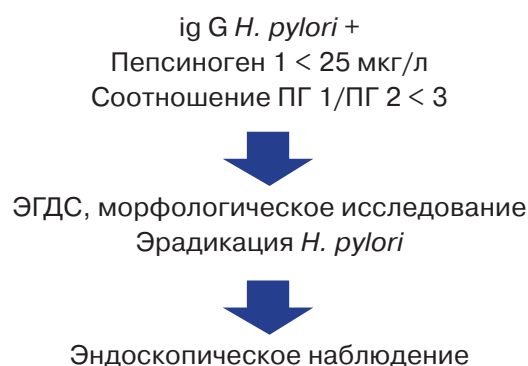 ig G H. pylori +
Пепсиноген 1 < 25 мкг/л
Соотношение ПГ 1/ПГ 2 < 3
ЭГДС, морфологическое исследование
Эрадикация H. pylori
Эндоскопическое наблюдение